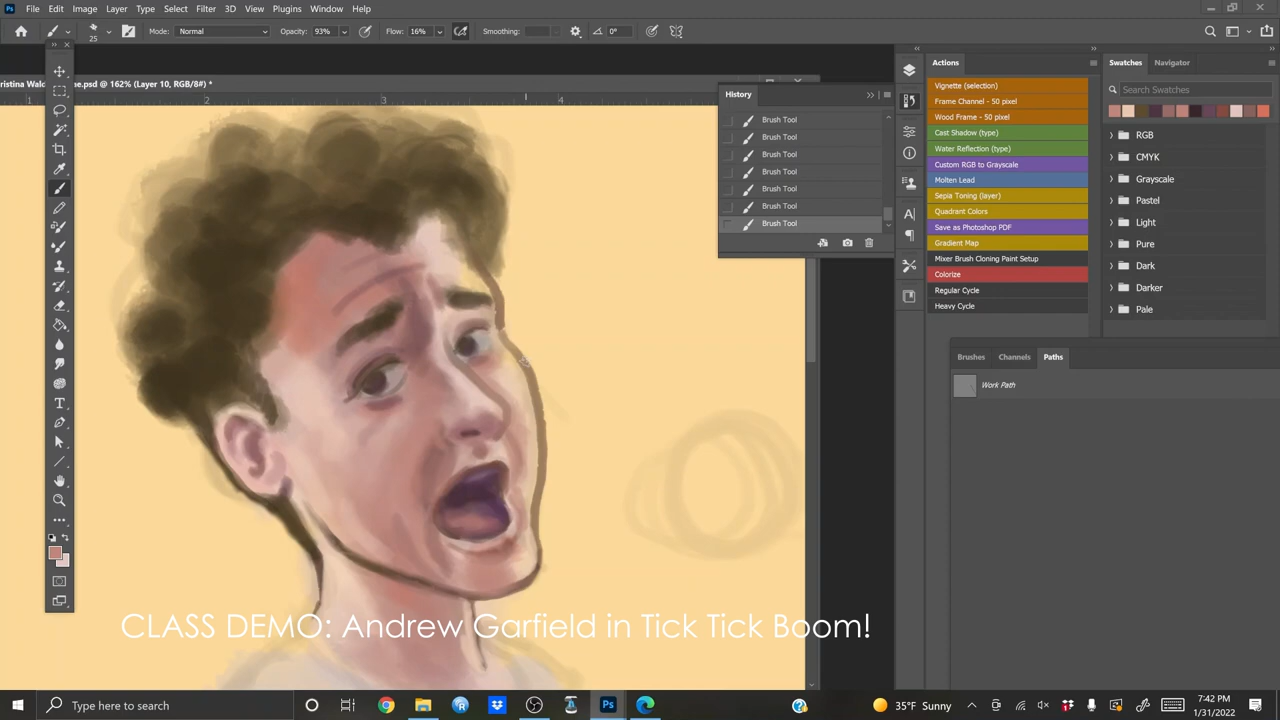 File Edit Image Layer Type Select Filter 3D View Plugins Window Help
25 Mode: Normal Opacity: 93% Flow: 16% Smoothing: 0°
ristina Wald
e.psd @ 162% (Layer 10, RGB/8#) *
2 3 4
History
Brush Tool
Brush Tool
Brush Tool
Brush Tool
Brush Tool
Brush Tool
Brush Tool
Actions
Vignette (selection)
Frame Channel - 50 pixel
Wood Frame - 50 pixel
Cast Shadow (type)
Water Reflection (type)
Custom RGB to Grayscale
Molten Lead
Sepia Toning (layer)
Quadrant Colors
Save as Photoshop PDF
Gradient Map
Mixer Brush Cloning Paint Setup
Colorize
Regular Cycle
Heavy Cycle
Swatches Navigator
Search Swatches
RGB
CMYK
Grayscale
Pastel
Light
Pure
Dark
Darker
Pale
Brushes Channels Paths
Work Path
CLASS DEMO: Andrew Garfield in Tick Tick Boom!
Type here to search
35°F Sunny
7:42 PM
1/31/2022